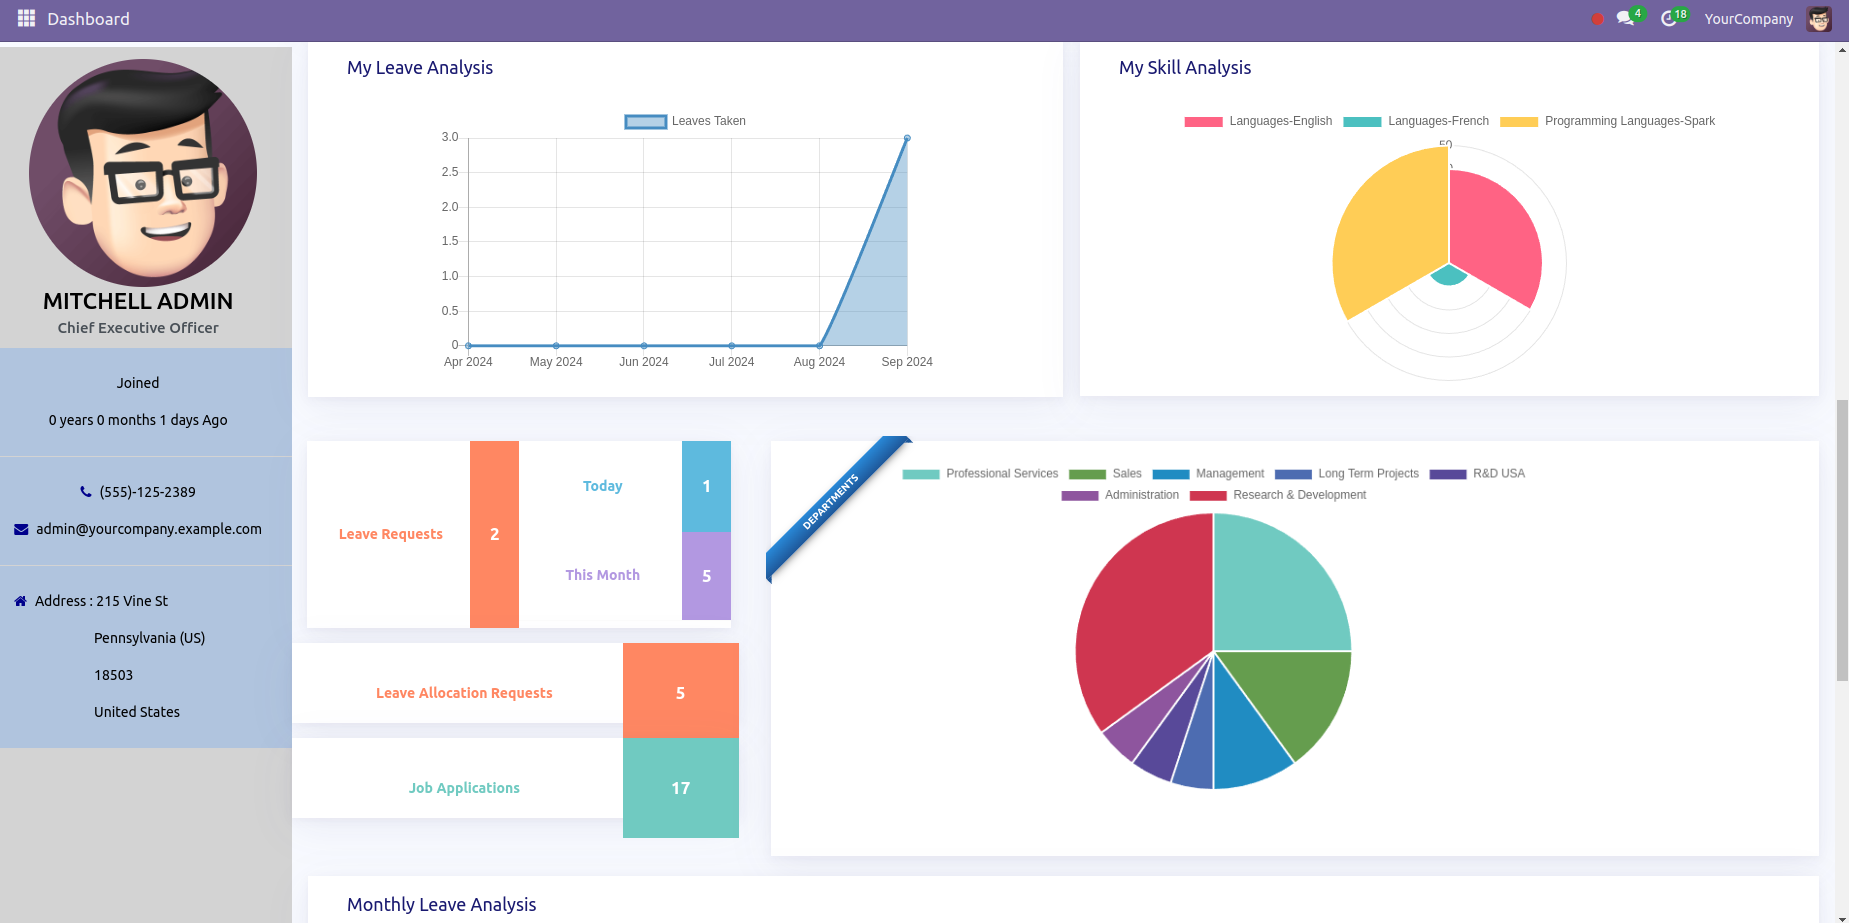 Dashboard
4
18
YourCompany
MITCHELL ADMIN
Chief Executive Officer
Joined
0 years 0 months 1 days Ago
(555)-125-2389
admin@yourcompany.example.com
Address : 215 Vine St
Pennsylvania (US)
18503
United States
My Leave Analysis
Leaves Taken
3.0
2.5
2.0
1.5
1.0
0.5
0
Apr 2024 May 2024 Jun 2024 Jul 2024 Aug 2024 Sep 2024
My Skill Analysis
Languages-English Languages-French Programming Languages-Spark
50
Leave Requests
2
Today
1
This Month
5
Leave Allocation Requests
5
Job Applications
17
DEPARTMENTS
Professional Services Sales Management Long Term Projects R&D USA
Administration Research & Development
Monthly Leave Analysis